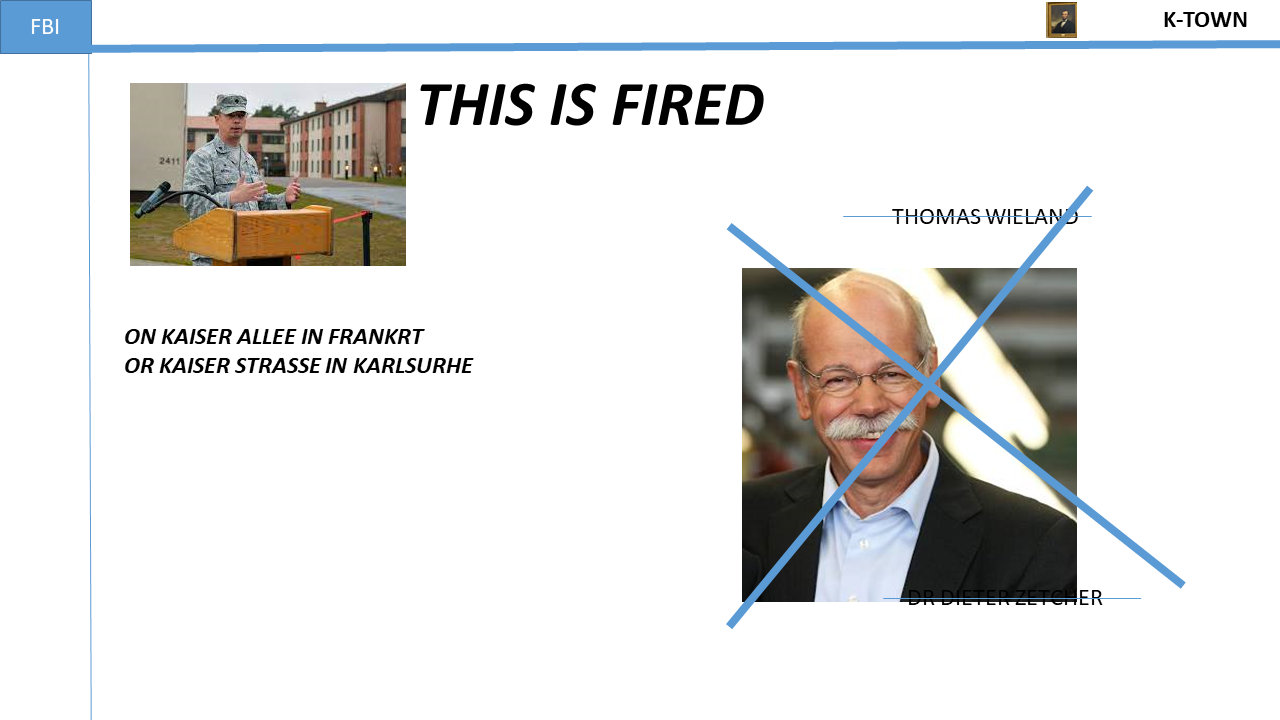 FBI
K-TOWN
THIS IS FIRED
2411
THOMAS WIELAND
ON KAISER ALLEE IN FRANKRT
OR KAISER STRASSE IN KARLSURHE
DR DIETER ZETCHER